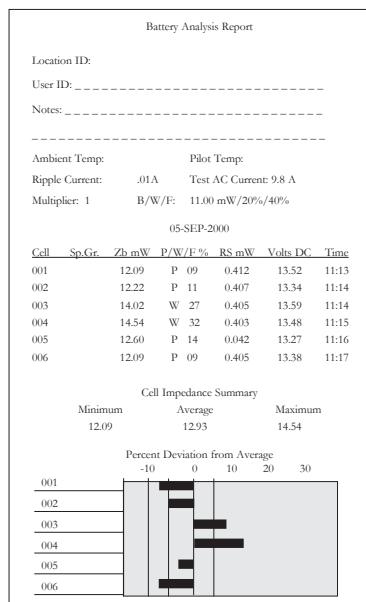 Battery Analysis Report
Location ID:
User ID: _ _ _ _ _ _ _ _ _ _ _ _ _ _ _ _ _ _ _ _ _ _ _ _ _ _ _ _
Notes: _ _ _ _ _ _ _ _ _ _ _ _ _ _ _ _ _ _ _ _ _ _ _ _ _ _ _ _ _
_ _ _ _ _ _ _ _ _ _ _ _ _ _ _ _ _ _ _ _ _ _ _ _ _ _ _ _ _ _ _ _ _
Ambient Temp: Pilot Temp:
Ripple Current: .01A Test AC Current: 9.8 A
Multiplier: 1 B/W/F: 11.00 mW/20%/40%
05-SEP-2000
Cell Sp.Gr. Zb mW P/W/F % RS mW Volts DC Time
001 12.09 P 09 0.412 13.52 11:13
002 12.22 P 11 0.407 13.34 11:14
003 14.02 W 27 0.405 13.59 11:14
004 14.54 W 32 0.403 13.48 11:15
005 12.60 P 14 0.042 13.27 11:16
006 12.09 P 09 0.405 13.38 11:17
Cell Impedance Summary
Minimum Average Maximum
12.09 12.93 14.54
Percent Deviation from Average
-10 0 10 20 30
001
002
003
004
005
006